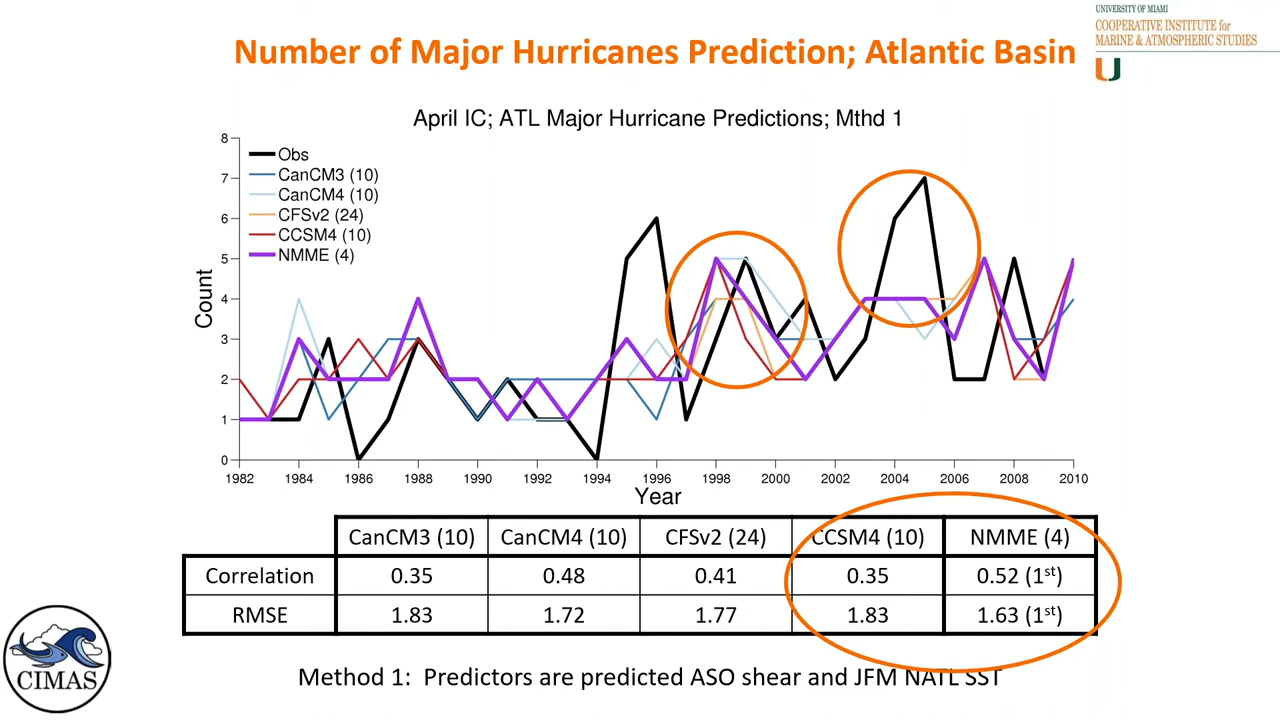 UNIVERSITY OF MIAMI
COOPERATIVE INSTITUTE for
MARINE & ATMOSPHERIC STUDIES
Number of Major Hurricanes Prediction; Atlantic Basin
April IC; ATL Major Hurricane Predictions; Mthd 1
8
7
6
5
4
3
2
1
0
Count
Obs
CanCM3 (10)
CanCM4 (10)
CFSv2 (24)
CCSM4 (10)
NMME (4)
1982 1984 1986 1988 1990 1992 1994 1996 1998 2000 2002 2004 2006 2008 2010
Year
CanCM3 (10) CanCM4 (10) CFSv2 (24) CCSM4 (10) NMME (4)
Correlation 0.35 0.48 0.41 0.35 0.52 (1st)
RMSE 1.83 1.72 1.77 1.83 1.63 (1st)
Method 1: Predictors are predicted ASO shear and JFM NATL SST
CIMAS